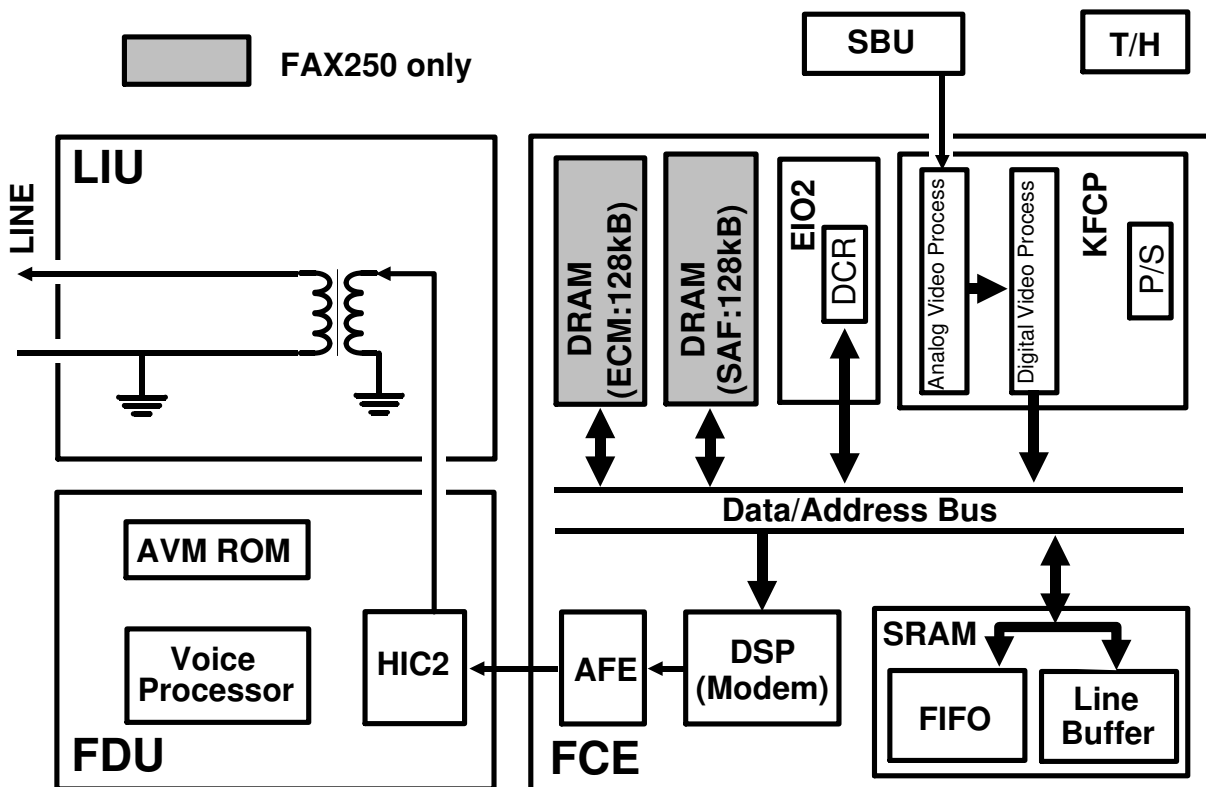 FAX250 only
SBU
T/H
LIU
LINE
DRAM
(ECM:128kB)
DRAM
(SAF:128kB)
EIO2
DCR
Analog Video Process
Digital Video Process
KFCP
P/S
Data/Address Bus
AVM ROM
Voice
Processor
HIC2
FDU
AFE
DSP
(Modem)
FCE
SRAM
FIFO
Line
Buffer